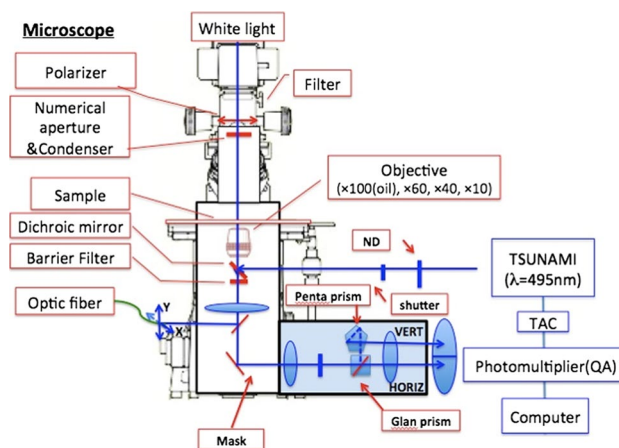 Microscope
White light
Polarizer
Filter
Numerical
aperture
&Condenser
Objective
(×100(oil), ×60, ×40, ×10)
Sample
Dichroic mirror
ND
Barrier Filter
TSUNAMI
(λ=495nm)
Optic fiber
Y
X
Penta prism
shutter
TAC
VERT
Photomultiplier(QA)
HORIZ
Glan prism
Computer
Mask